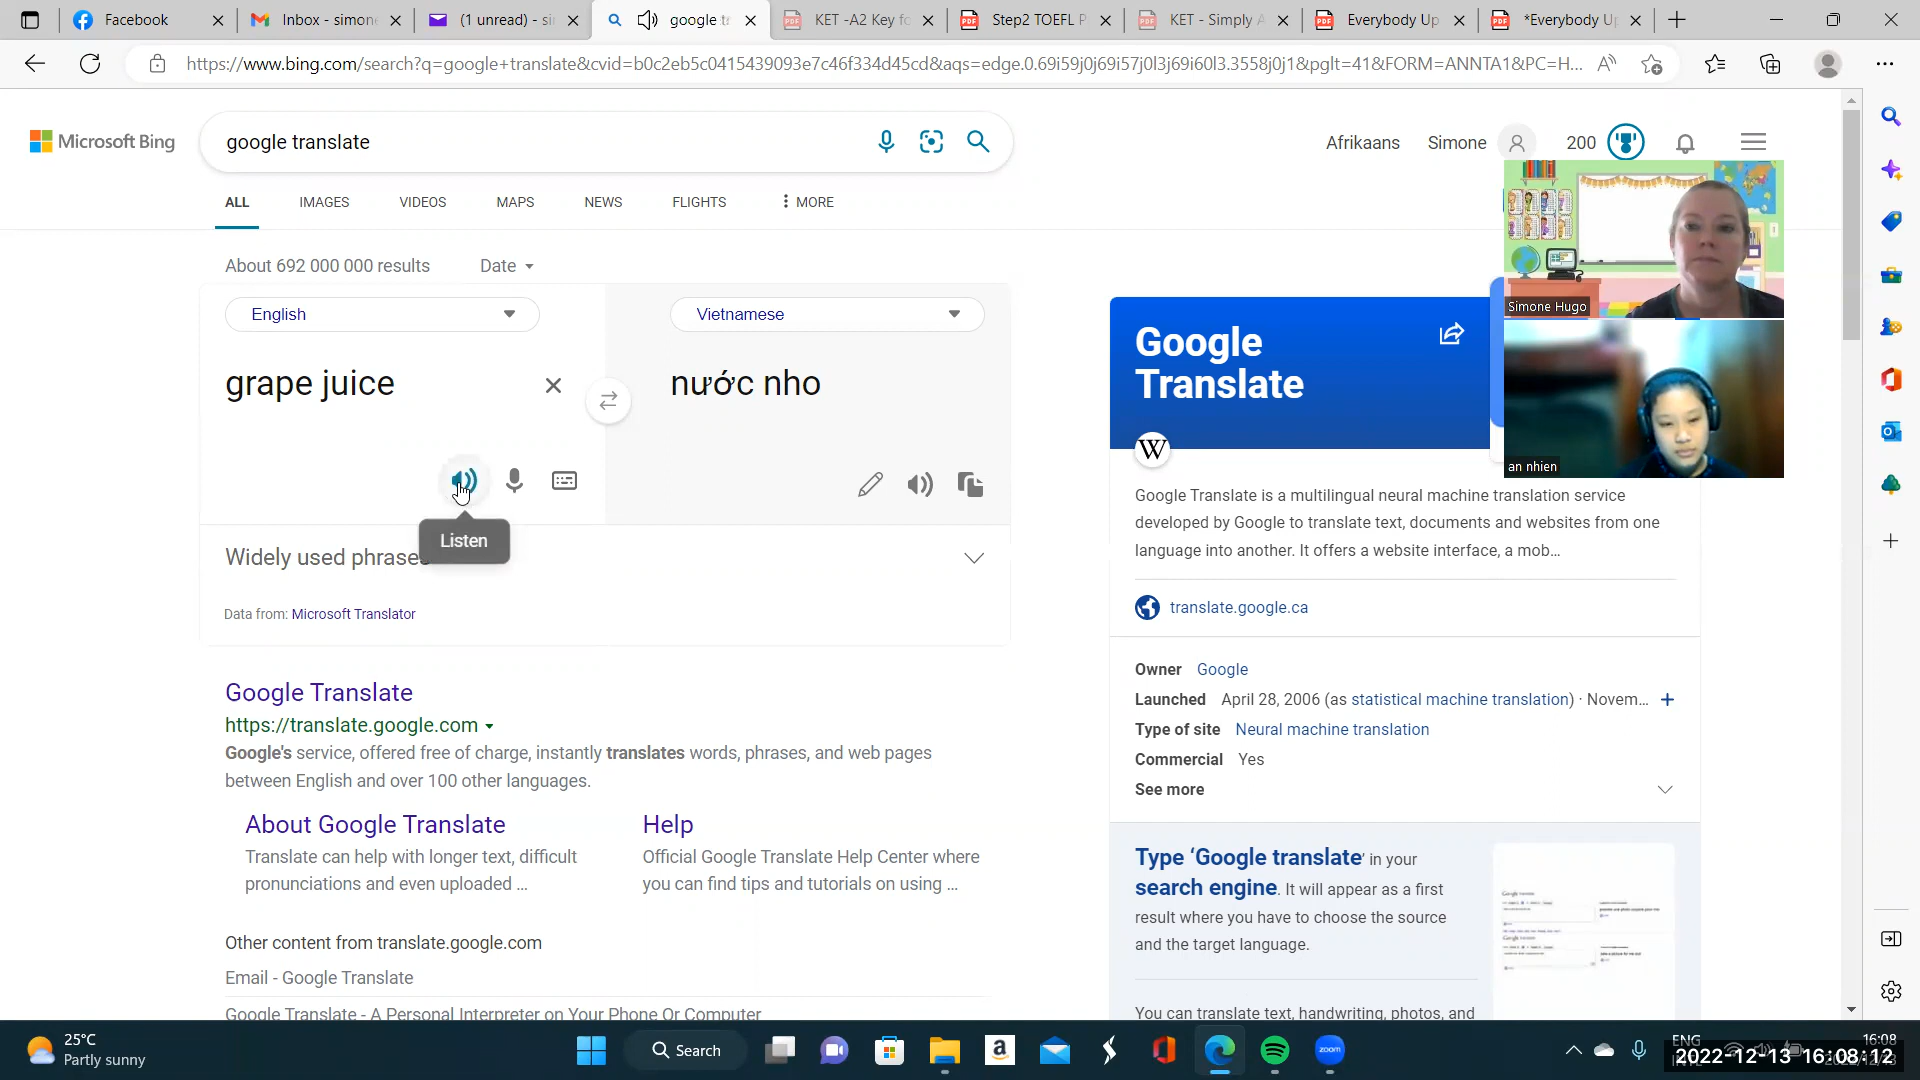 Facebook
Inbox - simone
(1 unread) - si
google tr
KET -A2 Key fo
Step2 TOEFL P
KET - Simply A
Everybody Up
*Everybody Up
https://www.bing.com/search?q=google+translate&cvid=b0c2eb5c0415439093e7c46f334d45cd&aqs=edge.0.69i59j0j69i57j0l3j69i60l3.3558j0j1&pglt=41&FORM=ANNTA1&PC=H...
Microsoft Bing
google translate
Afrikaans
Simone
200
ALL
IMAGES
VIDEOS
MAPS
NEWS
FLIGHTS
MORE
About 692 000 000 results
Date
English
Vietnamese
grape juice
nước nho
Listen
Widely used phrases
Data from: Microsoft Translator
Simone Hugo
an nhien
Google
Translate
W
Google Translate is a multilingual neural machine translation service
developed by Google to translate text, documents and websites from one
language into another. It offers a website interface, a mob...
translate.google.ca
Owner Google
Launched April 28, 2006 (as statistical machine translation) · Novem...
Type of site Neural machine translation
Commercial Yes
See more
Google Translate
https://translate.google.com
Google's service, offered free of charge, instantly translates words, phrases, and web pages
between English and over 100 other languages.
About Google Translate
Translate can help with longer text, difficult
pronunciations and even uploaded ...
Help
Official Google Translate Help Center where
you can find tips and tutorials on using ...
Other content from translate.google.com
Email - Google Translate
Google Translate - A Personal Interpreter on Your Phone Or Computer
Type ‘Google translate’ in your
search engine. It will appear as a first
result where you have to choose the source
and the target language.
You can translate text, handwriting, photos, and
25°C
Partly sunny
Search
zoom
ENG
16:08
2022-12-13 16:08:12